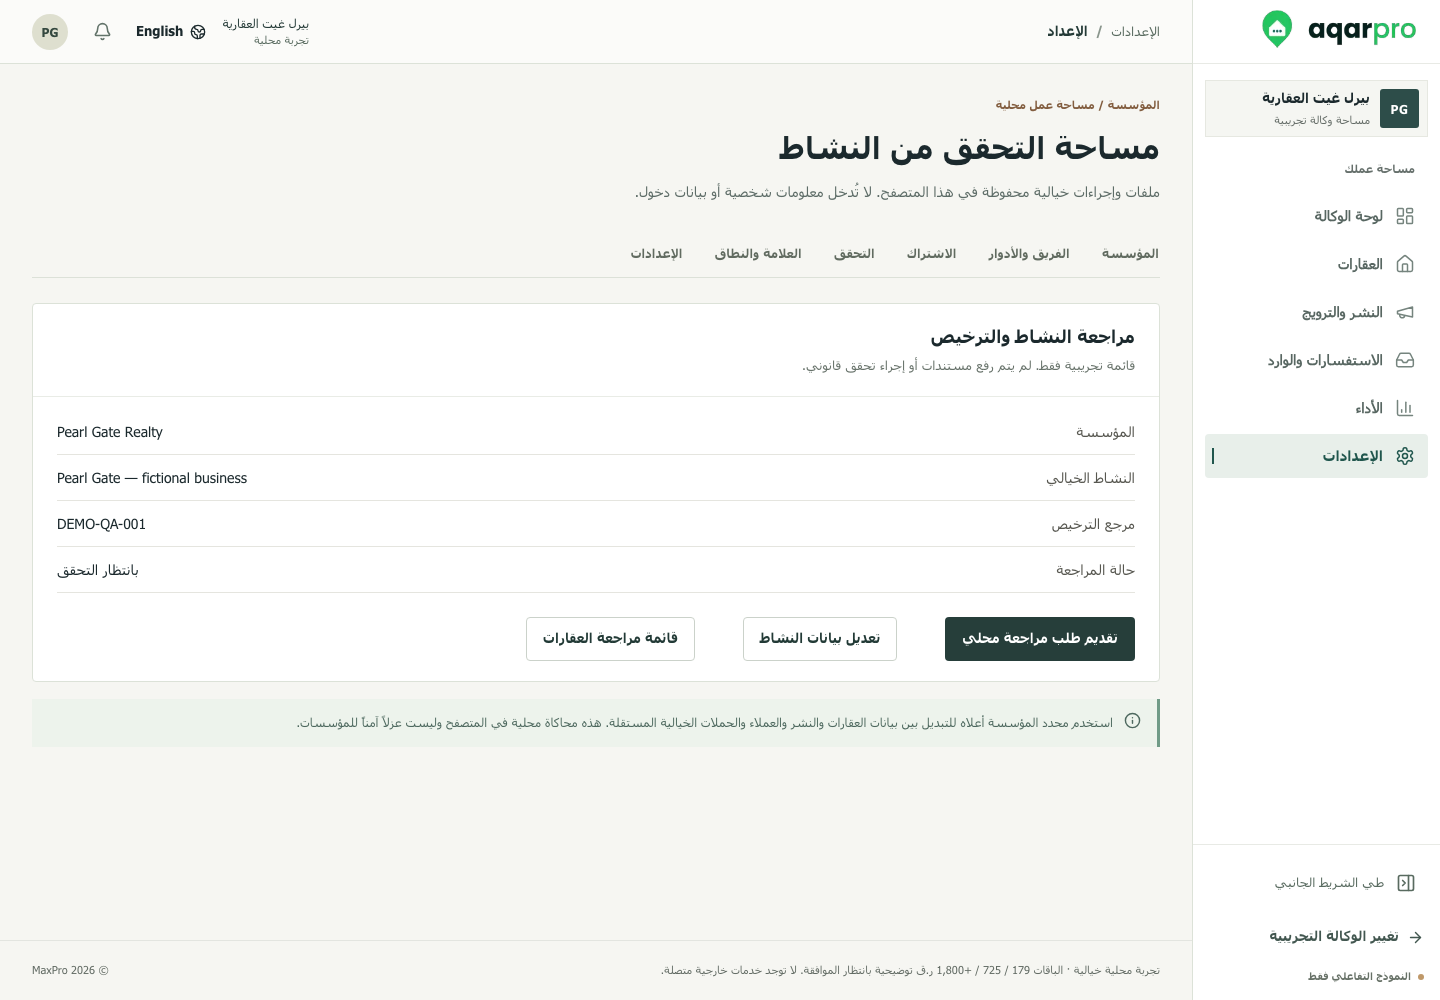 aqarpro
PG
بيرل غيت العقارية
مساحة وكالة تجريبية
مساحة عملك
لوحة الوكالة
العقارات
النشر والترويج
الاستفسارات والوارد
الأداء
الإعدادات
طي الشريط الجانبي
تغيير الوكالة التجريبية
النموذج التفاعلي فقط
الإعدادات / الإعداد
بيرل غيت العقارية
تجربة محلية
English
PG
المؤسسة / مساحة عمل محلية
مساحة التحقق من النشاط
ملفات وإجراءات خيالية محفوظة في هذا المتصفح. لا تُدخل معلومات شخصية أو بيانات دخول.
المؤسسة
الفريق والأدوار
الاشتراك
التحقق
العلامة والنطاق
الإعدادات
مراجعة النشاط والترخيص
قائمة تجريبية فقط. لم يتم رفع مستندات أو إجراء تحقق قانوني.
المؤسسة
Pearl Gate Realty
النشاط الخيالي
Pearl Gate — fictional business
مرجع الترخيص
DEMO-QA-001
حالة المراجعة
بانتظار التحقق
تقديم طلب مراجعة محلي
تعديل بيانات النشاط
قائمة مراجعة العقارات
استخدم محدد المؤسسة أعلاه للتبديل بين بيانات العقارات والنشر والعملاء والحملات الخيالية المستقلة. هذه محاكاة محلية في المتصفح وليست عزلاً آمناً للمؤسسات.
تجربة محلية خيالية · الباقات 179 / 725 / +1,800 ر.ق توضيحية بانتظار الموافقة. لا توجد خدمات خارجية متصلة.
© MaxPro 2026